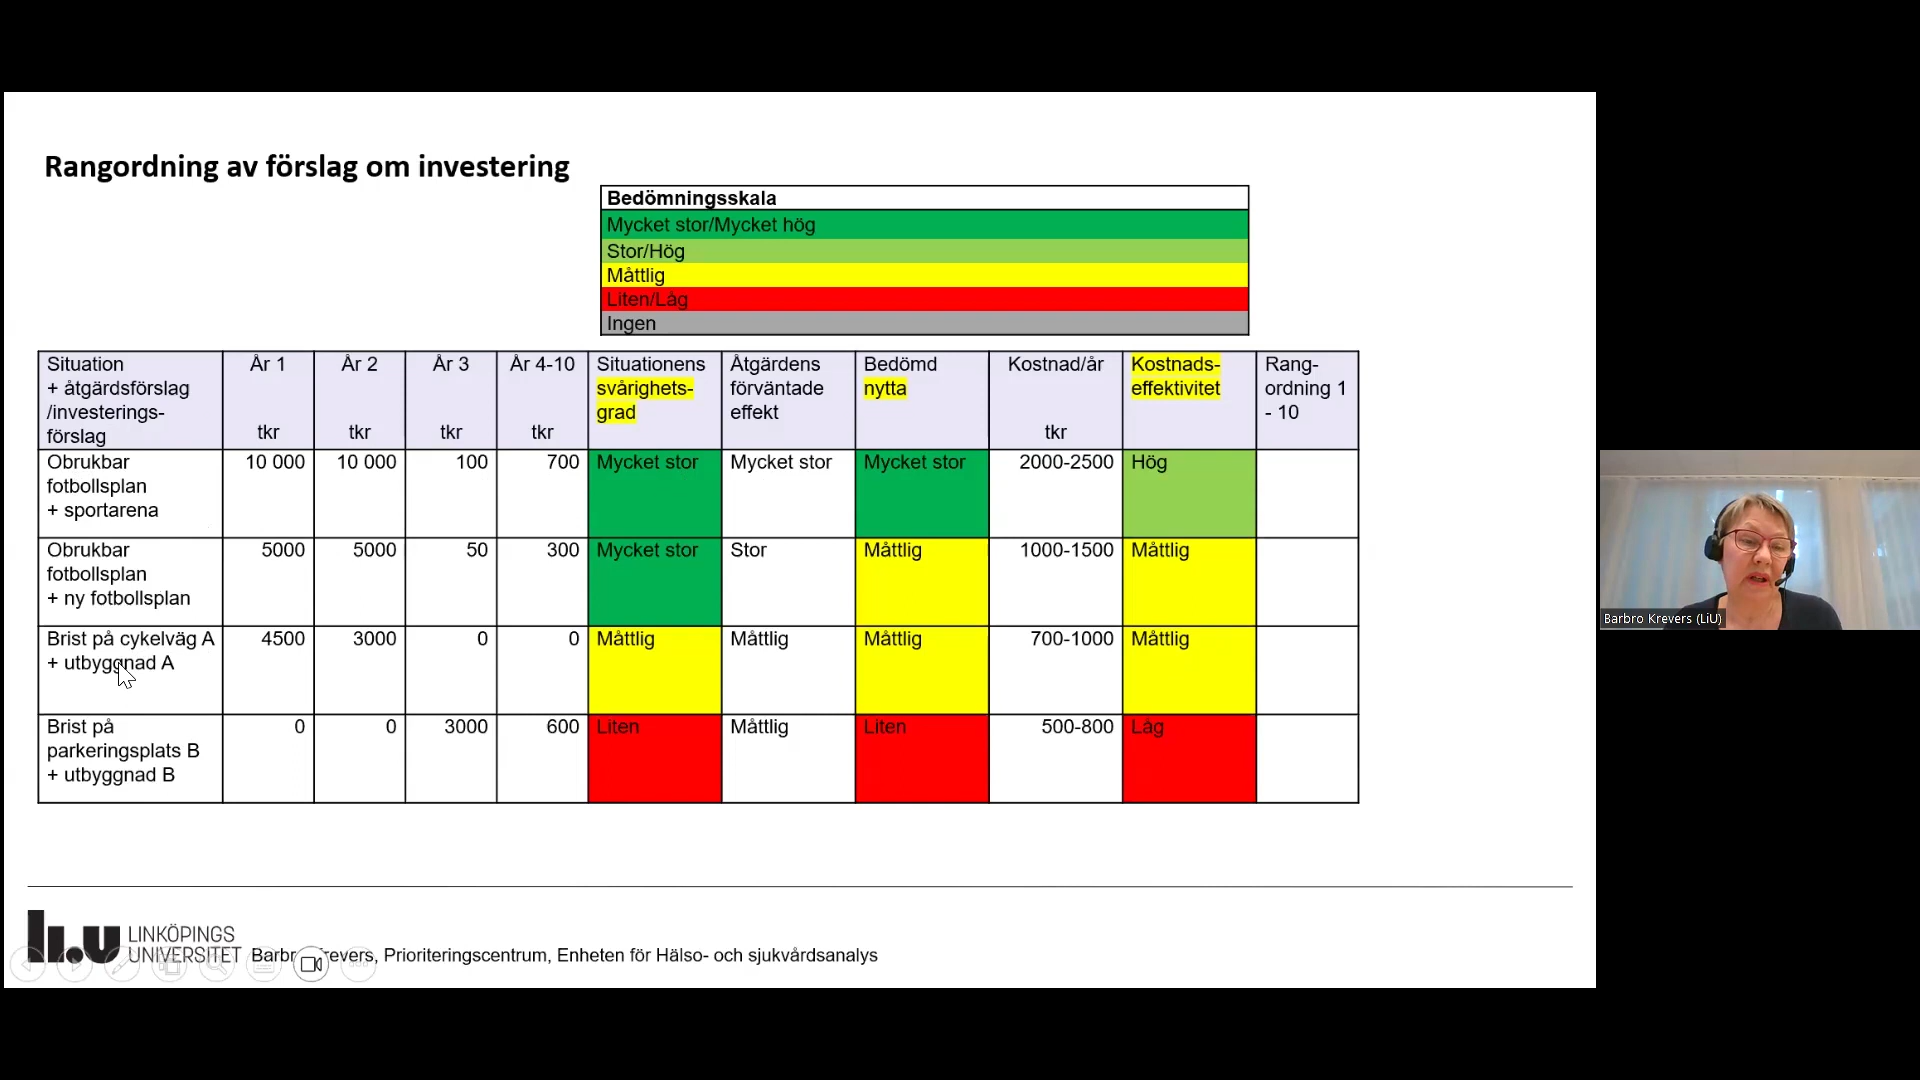 Rangordning av förslag om investering
Bedömningsskala
Mycket stor/Mycket hög
Stor/Hög
Måttlig
Liten/Låg
Ingen
Situation
+ åtgärdsförslag
/investerings-
förslag
År 1
tkr
År 2
tkr
År 3
tkr
År 4-10
tkr
Situationens
svårighets-
grad
Åtgärdens
förväntade
effekt
Bedömd
nytta
Kostnad/år
tkr
Kostnads-
effektivitet
Rang-
ordning 1
- 10
Obrukbar
fotbollsplan
+ sportarena
10 000
10 000
100
700
Mycket stor
Mycket stor
Mycket stor
2000-2500
Hög
Obrukbar
fotbollsplan
+ ny fotbollsplan
5000
5000
50
300
Mycket stor
Stor
Måttlig
1000-1500
Måttlig
Brist på cykelväg A
+ utbyggnad A
4500
3000
0
0
Måttlig
Måttlig
Måttlig
700-1000
Måttlig
Brist på
parkeringsplats B
+ utbyggnad B
0
0
3000
600
Liten
Måttlig
Liten
500-800
Låg
LINKÖPINGS
UNIVERSITET
Barbro Krevers, Prioriteringscentrum, Enheten för Hälso- och sjukvårdsanalys
Barbro Krevers (LiU)